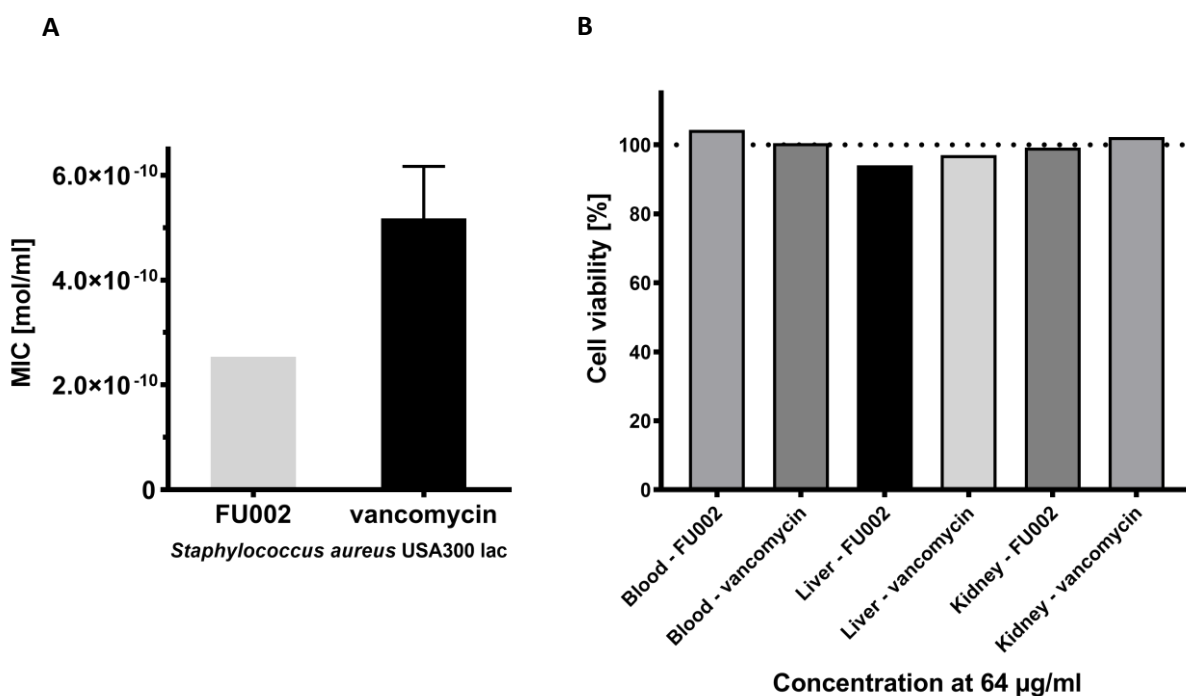 A
B
MIC [mol/ml]
6.0×10⁻¹⁰
4.0×10⁻¹⁰
2.0×10⁻¹⁰
0
FU002 vancomycin
Staphylococcus aureus USA300 lac
Cell viability [%]
100
80
60
40
20
0
Blood - FU002
Blood - vancomycin
Liver - FU002
Liver - vancomycin
Kidney - FU002
Kidney - vancomycin
Concentration at 64 µg/ml